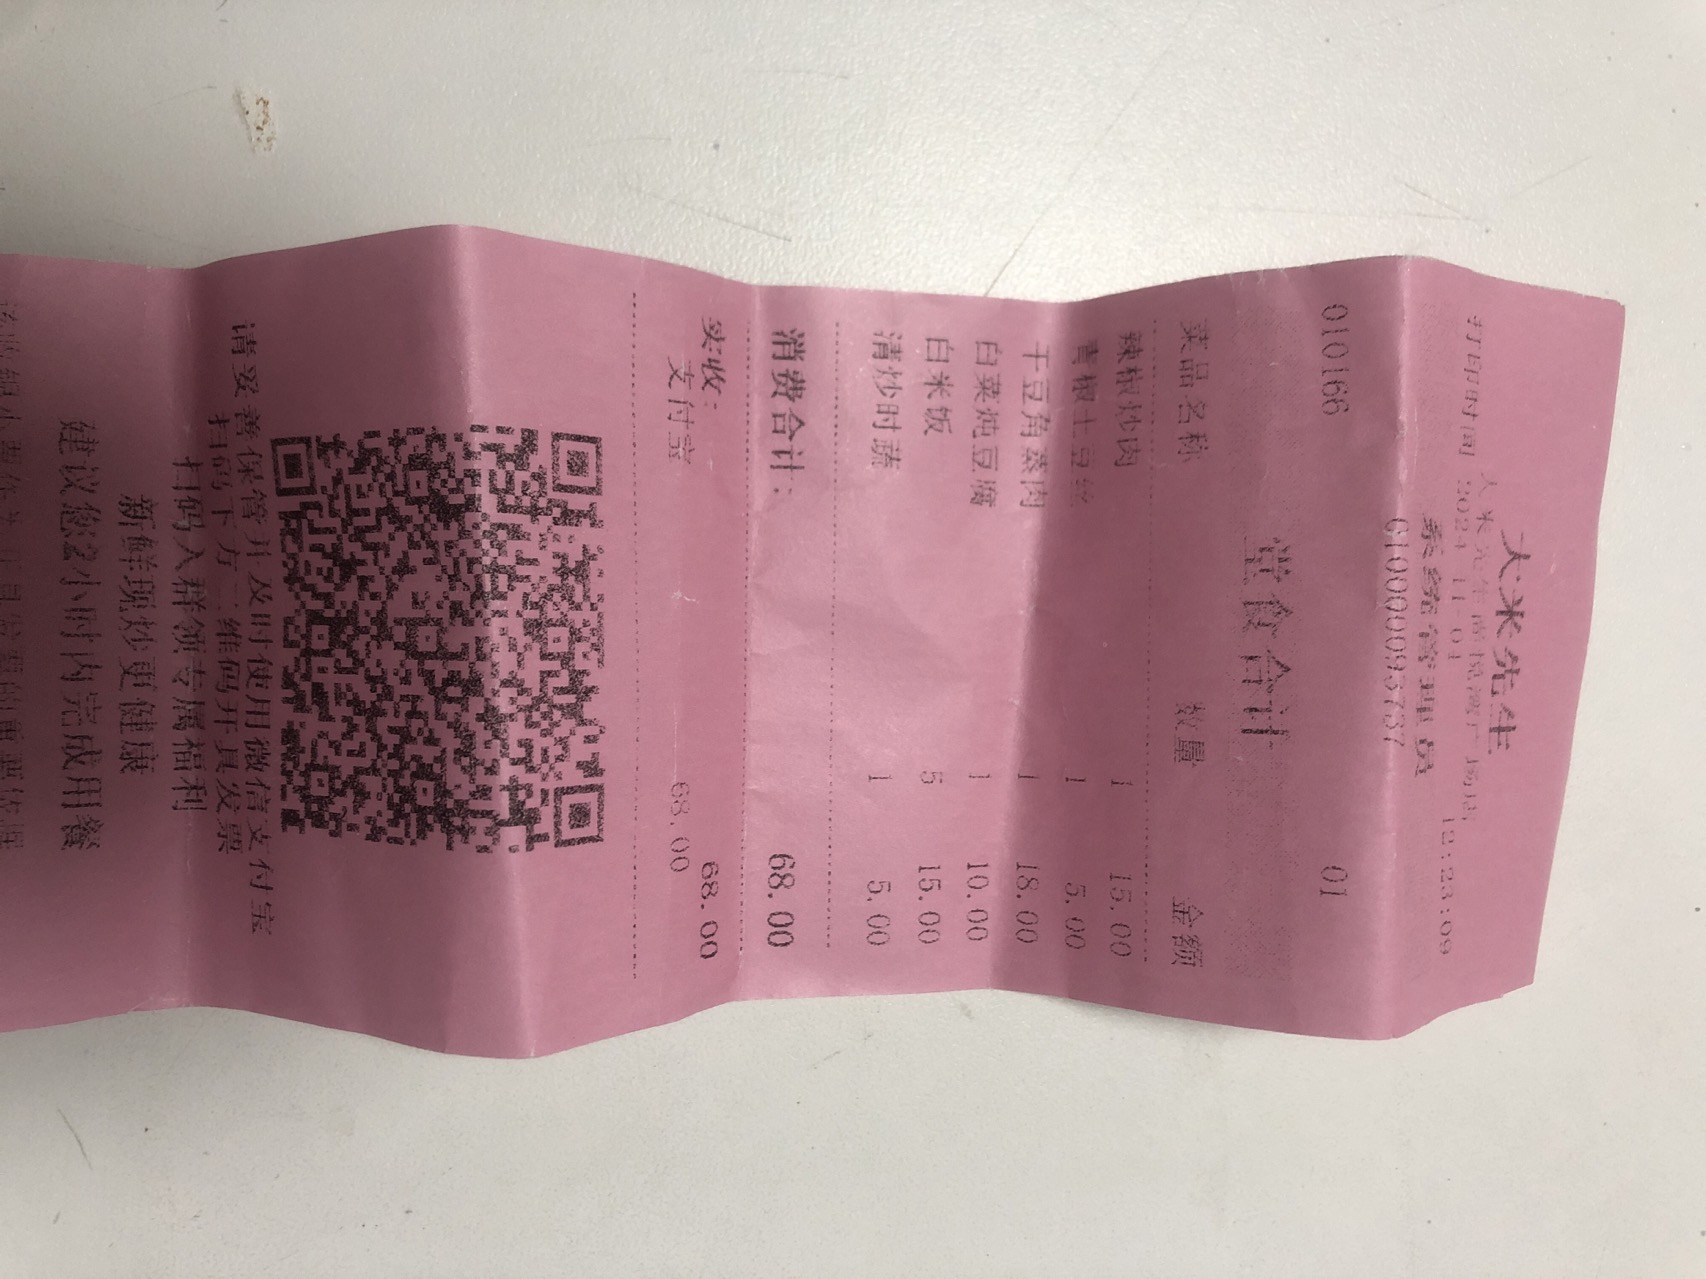 大米先生
打印时间 2024-11-04 12:23:09
系统管理员
610000093737
010166 01
堂食合计
菜品名称 数量 金额
辣椒炒肉 1 15.00
青椒土豆丝 1 5.00
干豆角蒸肉 1 18.00
白菜炖豆腐 1 10.00
白米饭 5 15.00
清炒时蔬 1 5.00
消费合计: 68.00
实收: 68.00
支付宝 68.00
请妥善保管并及时使用微信支付宝
扫码下方二维码开具发票
扫码入群领专属福利
新鲜现炒更健康
建议您2小时内完成用餐